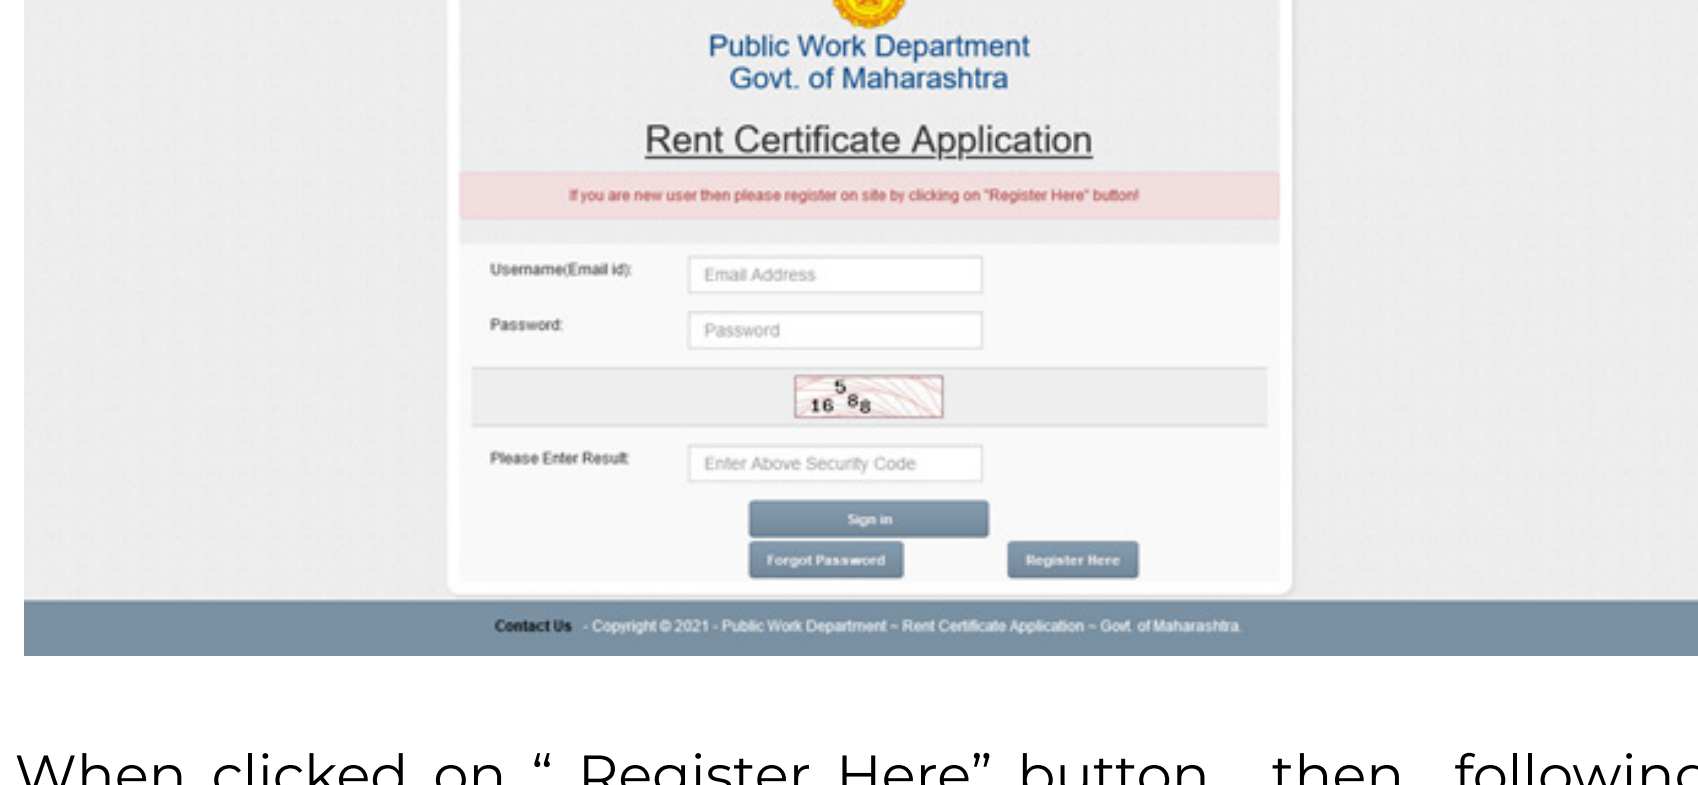 Public Work Department
Govt. of Maharashtra
Rent Certificate Application
If you are new user then please register on site by clicking on "Register Here" button!
Username(Email id):
Email Address
Password:
Password
16 5 8 8
Please Enter Result:
Enter Above Security Code
Sign in
Forgot Password
Register Here
Contact Us - Copyright © 2021 - Public Work Department ~ Rent Certificate Application ~ Govt. of Maharashtra.
When clicked on “ Register Here” button then following